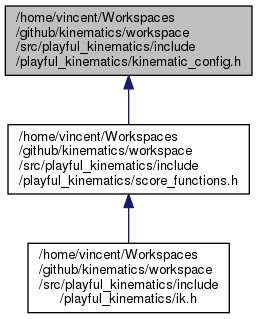 /home/vincent/Workspaces
/github/kinematics/workspace
/src/playful_kinematics/include
/playful_kinematics/kinematic_config.h
/home/vincent/Workspaces
/github/kinematics/workspace
/src/playful_kinematics/include
/playful_kinematics/score_functions.h
/home/vincent/Workspaces
/github/kinematics/workspace
/src/playful_kinematics/include
/playful_kinematics/ik.h